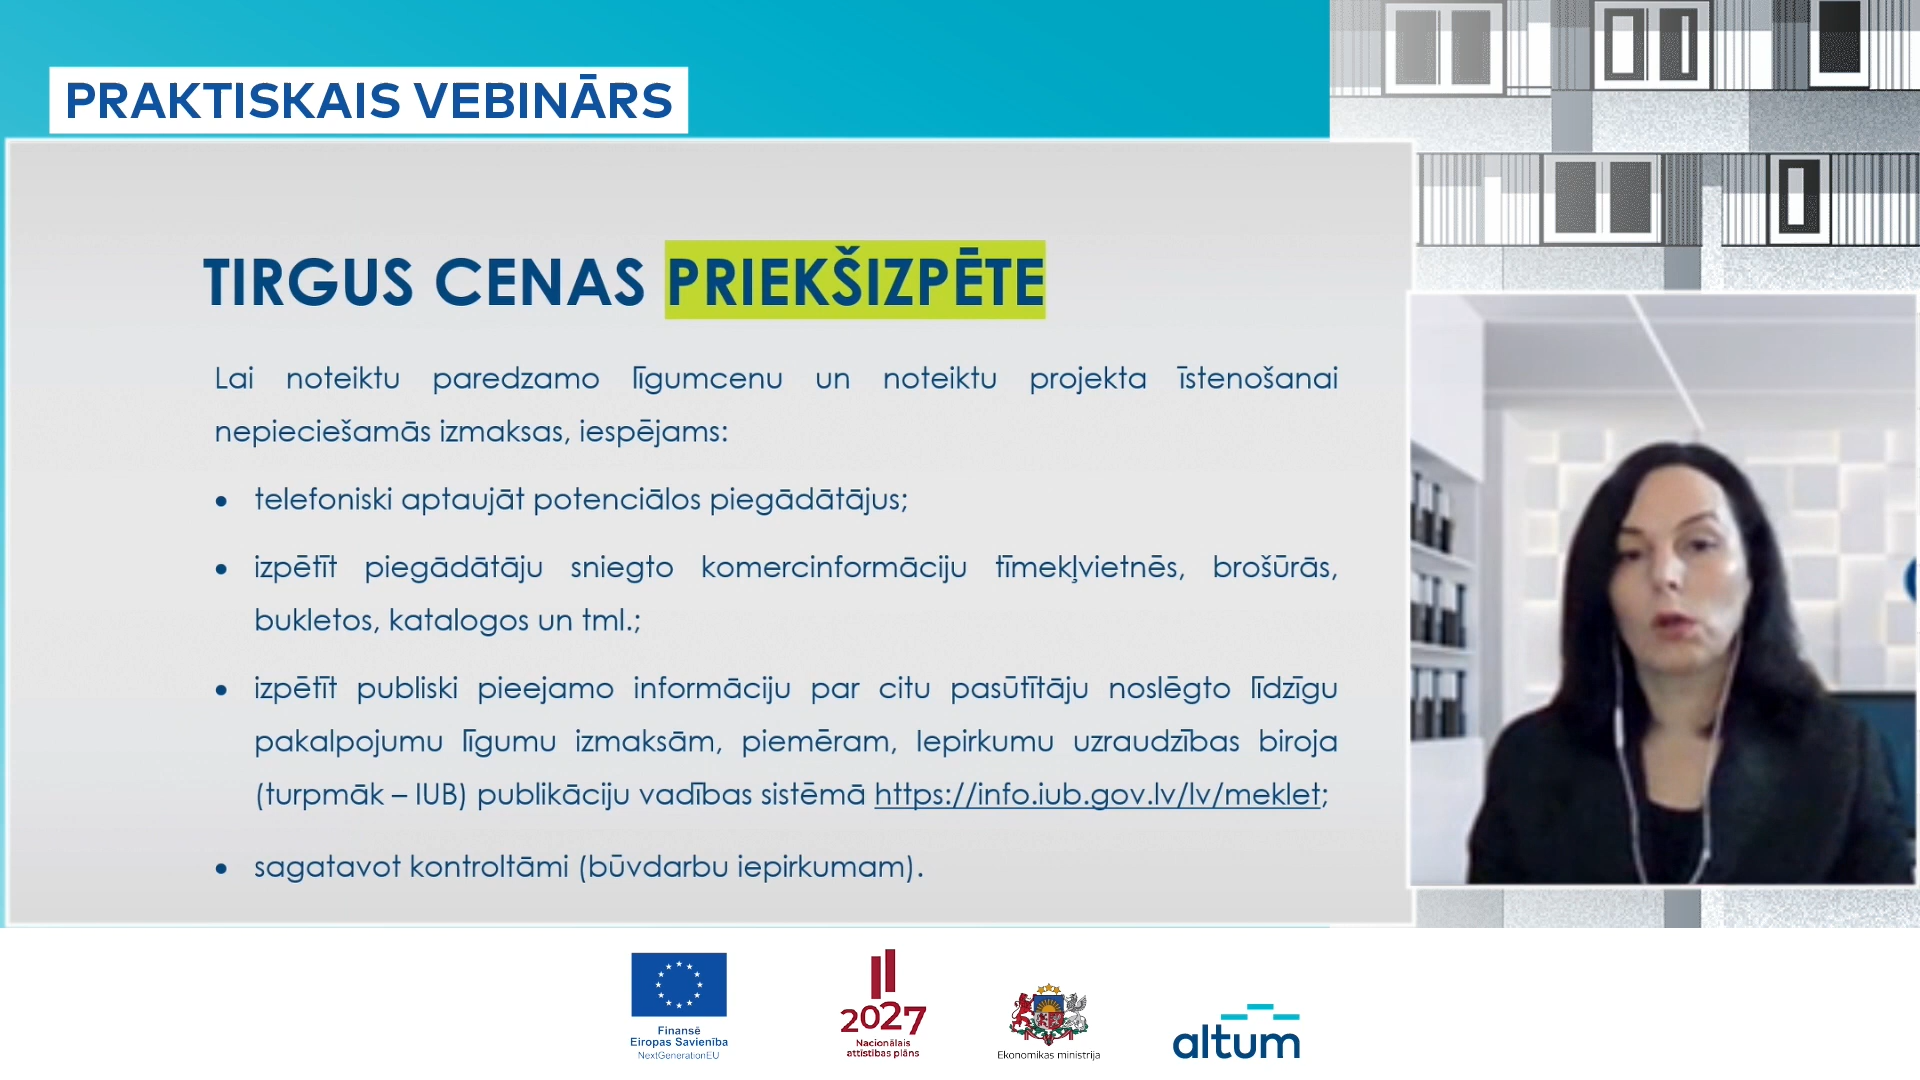 PRAKTISKAIS VEBINĀRS
TIRGUS CENAS PRIEKŠIZPĒTE
Lai noteiktu paredzamo līgumcenu un noteiktu projekta īstenošanai
nepieciešamās izmaksas, iespējams:
• telefoniski aptaujāt potenciālos piegādātājus;
• izpētīt piegādātāju sniegto komercinformāciju tīmekļvietnēs, brošūrās,
bukletos, katalogos un tml.;
• izpētīt publiski pieejamo informāciju par citu pasūtītāju noslēgto līdzīgu
pakalpojumu līgumu izmaksām, piemēram, Iepirkumu uzraudzības biroja
(turpmāk – IUB) publikāciju vadības sistēmā https://info.iub.gov.lv/lv/meklet;
• sagatavot kontroltāmi (būvdarbu iepirkumam).
Finansē
Eiropas Savienība
NextGenerationEU
2027
Nacionālais
attīstības plāns
Ekonomikas ministrija
altum